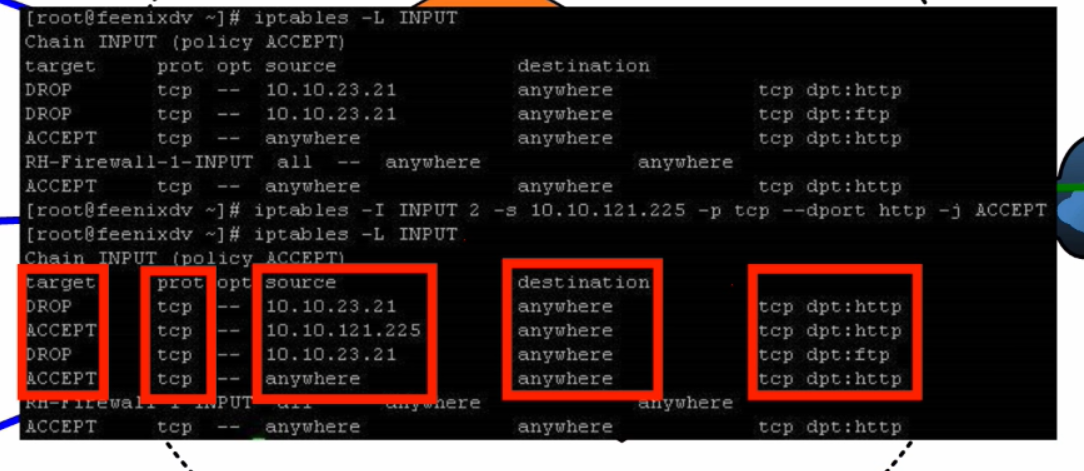 [root@feenixdv ~]# iptables -L INPUT
Chain INPUT (policy ACCEPT)
target prot opt source destination
DROP tcp -- 10.10.23.21 anywhere tcp dpt:http
DROP tcp -- 10.10.23.21 anywhere tcp dpt:ftp
ACCEPT tcp -- anywhere anywhere tcp dpt:http
RH-Firewall-1-INPUT all -- anywhere anywhere
ACCEPT tcp -- anywhere anywhere tcp dpt:http
[root@feenixdv ~]# iptables -I INPUT 2 -s 10.10.121.225 -p tcp --dport http -j ACCEPT
[root@feenixdv ~]# iptables -L INPUT
Chain INPUT (policy ACCEPT)
target prot opt source destination
DROP tcp -- 10.10.23.21 anywhere tcp dpt:http
ACCEPT tcp -- 10.10.121.225 anywhere tcp dpt:http
DROP tcp -- 10.10.23.21 anywhere tcp dpt:ftp
ACCEPT tcp -- anywhere anywhere tcp dpt:http
RH-Firewall-1-INPUT all -- anywhere anywhere
ACCEPT tcp -- anywhere anywhere tcp dpt:http